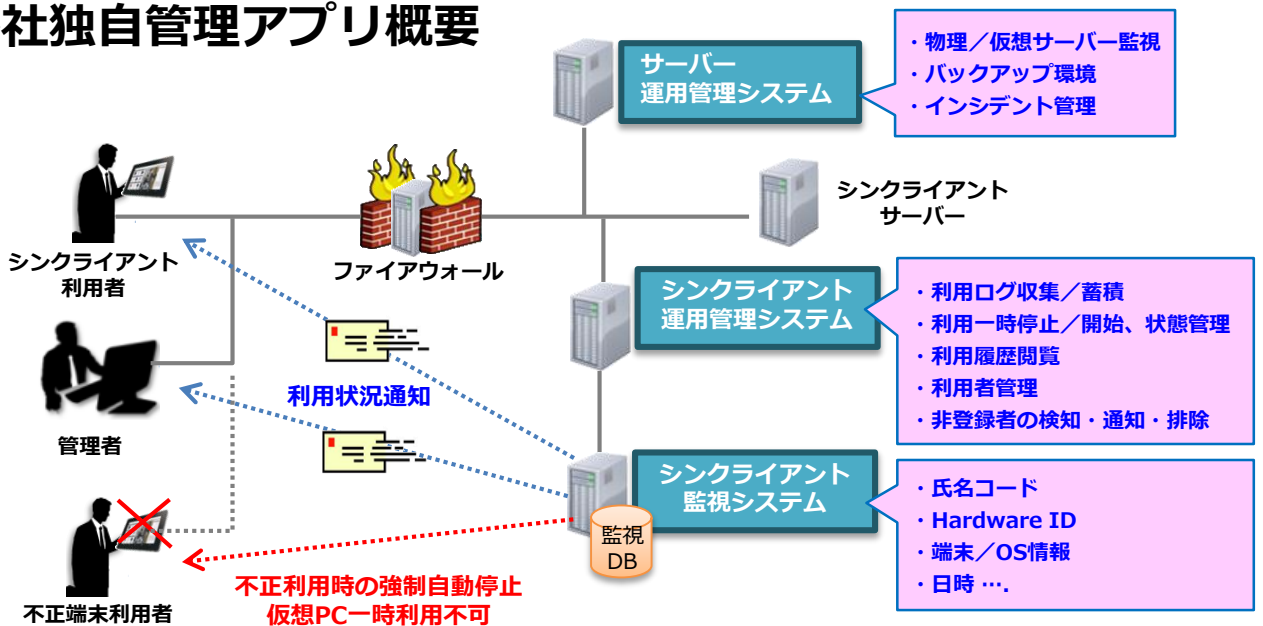 社独自管理アプリ概要
サーバー
運用管理システム
・物理／仮想サーバー監視
・バックアップ環境
・インシデント管理
シンクライアント
サーバー
シンクライアント
利用者
ファイアウォール
シンクライアント
運用管理システム
・利用ログ収集／蓄積
・利用一時停止／開始、状態管理
・利用履歴閲覧
・利用者管理
・非登録者の検知・通知・排除
利用状況通知
管理者
シンクライアント
監視システム
監視
DB
・氏名コード
・Hardware ID
・端末／OS情報
・日時 ….
不正利用時の強制自動停止
仮想PC一時利用不可
不正端末利用者